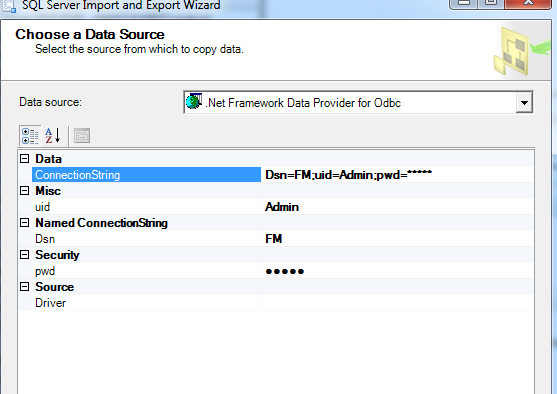 SQL Server Import and Export Wizard
Choose a Data Source
Select the source from which to copy data.
Data source: .Net Framework Data Provider for Odbc
A Z
Data
ConnectionString Dsn=FM;uid=Admin;pwd=*****
Misc
uid Admin
Named ConnectionString
Dsn FM
Security
pwd ●●●●●
Source
Driver